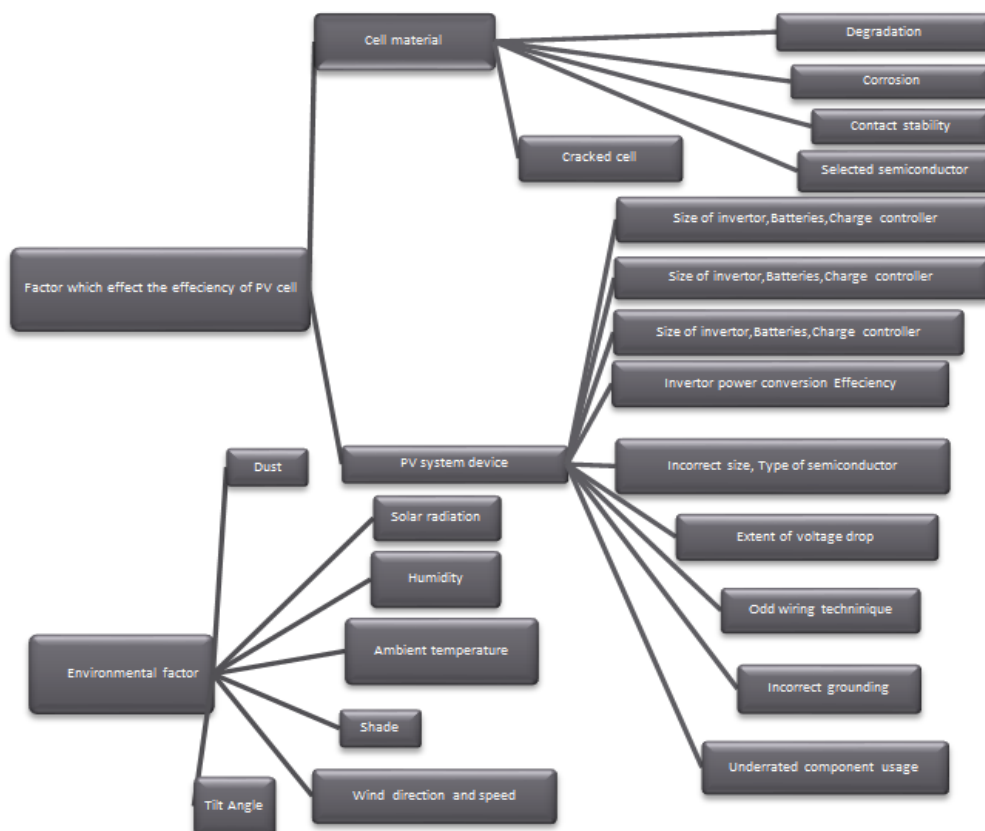 Cell material
Degradation
Corrosion
Contact stability
Cracked cell
Selected semiconductor
Size of invertor,Batteries,Charge controller
Factor which effect the effeciency of PV cell
Size of invertor,Batteries,Charge controller
Size of invertor,Batteries,Charge controller
Invertor power conversion Effeciency
Dust
PV system device
Incorrect size, Type of semiconductor
Solar radiation
Extent of voltage drop
Humidity
Odd wiring techninique
Environmental factor
Ambient temperature
Incorrect grounding
Shade
Underrated component usage
Tilt Angle
Wind direction and speed